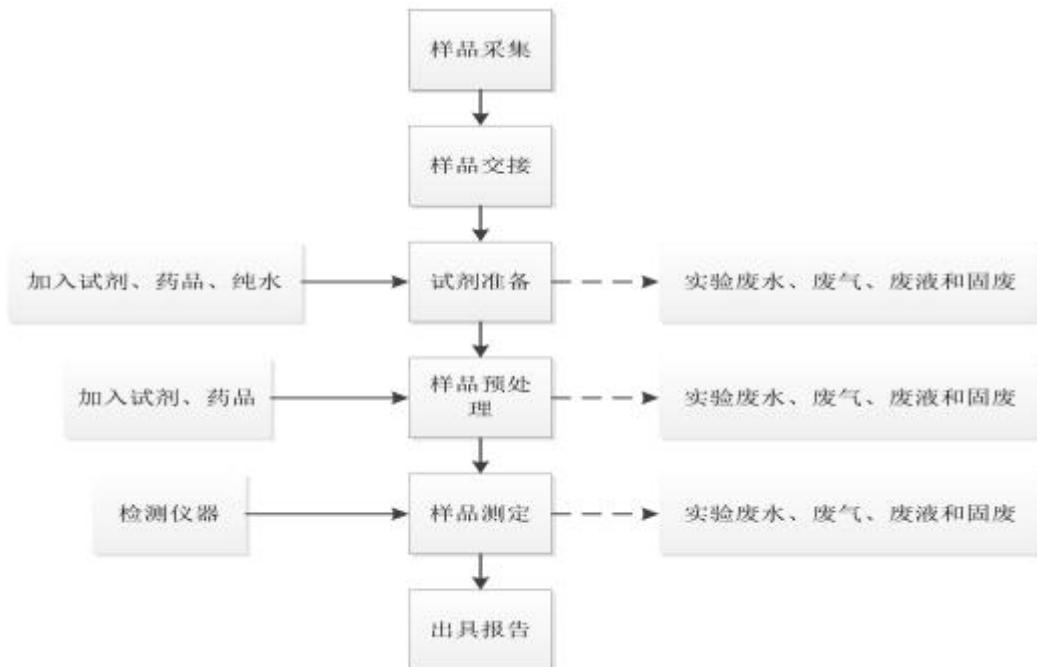 样品采集
样品交接
加入试剂、药品、纯水
试剂准备
实验废水、废气、废液和固废
加入试剂、药品
样品预处
理
实验废水、废气、废液和固废
检测仪器
样品测定
实验废水、废气、废液和固废
出具报告